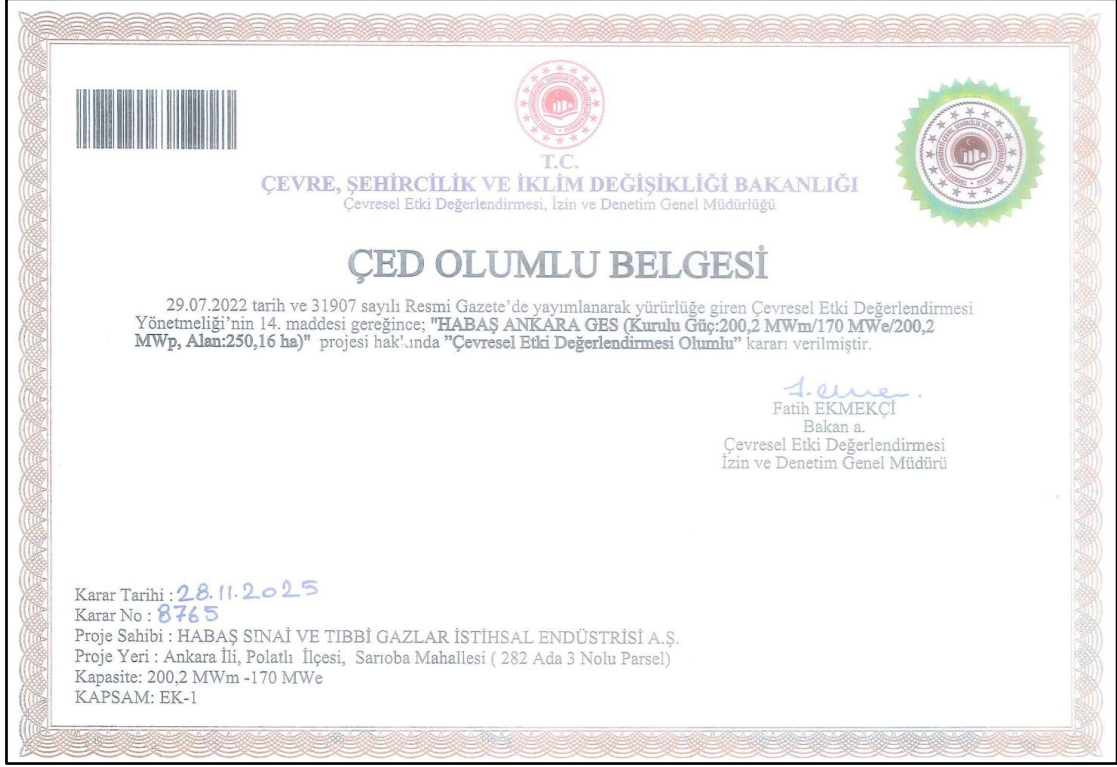 T.C.
ÇEVRE, ŞEHİRCİLİK VE İKLİM DEĞİŞİKLİĞİ BAKANLIĞI
Çevresel Etki Değerlendirmesi, İzin ve Denetim Genel Müdürlüğü
ÇED OLUMLU BELGESİ
29.07.2022 tarih ve 31907 sayılı Resmi Gazete’de yayımlanarak yürürlüğe giren Çevresel Etki Değerlendirmesi
Yönetmeliği’nin 14. maddesi gereğince; "HABAŞ ANKARA GES (Kurulu Güç:200,2 MWm/170 MWe/200,2
MWp, Alan:250,16 ha)" projesi hakkında ”Çevresel Etki Değerlendirmesi Olumlu” kararı verilmiştir.
Fatih EKMEKÇİ
Bakan a.
Çevresel Etki Değerlendirmesi
İzin ve Denetim Genel Müdürü
Karar Tarihi : 28.11.2025
Karar No : 8765
Proje Sahibi : HABAŞ SINAİ VE TIBBİ GAZLAR İSTİHSAL ENDÜSTRİSİ A.Ş.
Proje Yeri : Ankara İli, Polatlı İlçesi, Sarıoba Mahallesi ( 282 Ada 3 Nolu Parsel)
Kapasite: 200,2 MWm -170 MWe
KAPSAM: EK-1